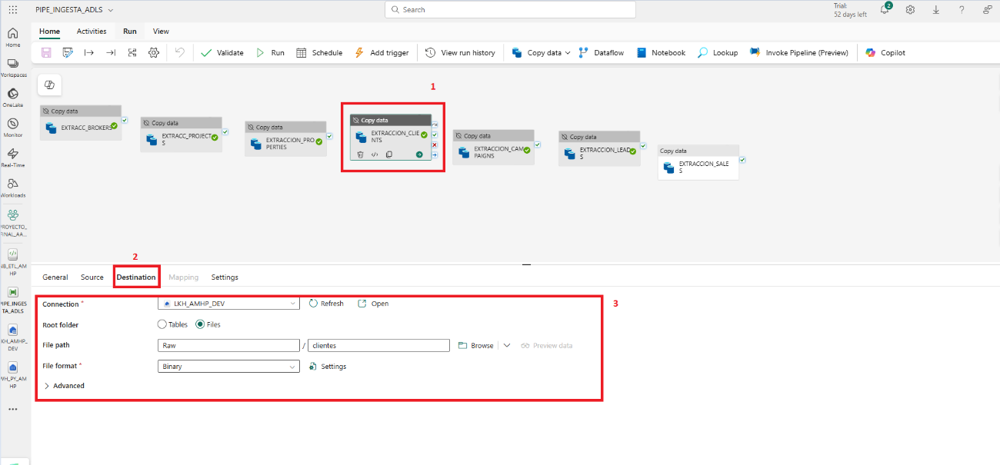 PIPE_INGESTA_ADLS
Search
Trial:
52 days left
2
Home
Activities
Run
View
Validate
Run
Schedule
Add trigger
View run history
Copy data
Dataflow
Notebook
Lookup
Invoke Pipeline (Preview)
Copilot
Home
Workspaces
OneLake
Monitor
Real-Time
Workloads
PROYECTO_
FINAL_AA...
NB_ETL_AM
HP
PIPE_INGES
TA_ADLS
KH_AMHP_
DEV
WH_PY_AM
HP
1
Copy data
EXTRACC_BROKERS
Copy data
EXTRACC_PROJECT
S
Copy data
EXTRACCION_PRO
PERTIES
Copy data
EXTRACCION_CLIE
NTS
Copy data
EXTRACCION_CAM
PAIGNS
Copy data
EXTRACCION_LEAD
S
Copy data
EXTRACCION_SALE
S
2
General
Source
Destination
Mapping
Settings
3
Connection *
LKH_AMHP_DEV
Refresh
Open
Root folder
Tables
Files
File path
Raw
/
clientes
Browse
Preview data
File format *
Binary
Settings
Advanced